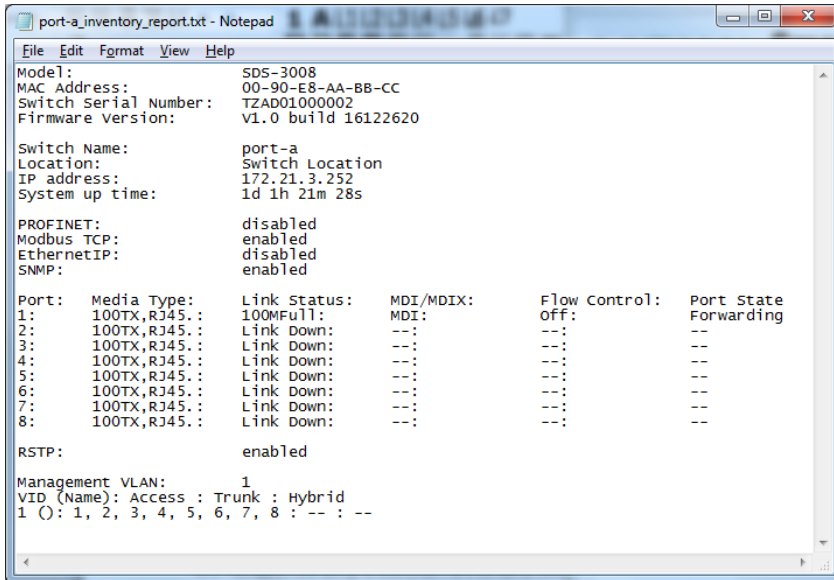 port-a_inventory_report.txt - Notepad
File Edit Format View Help
Model: SDS-3008
MAC Address: 00-90-E8-AA-BB-CC
Switch Serial Number: TZAD01000002
Firmware Version: V1.0 build 16122620
Switch Name: port-a
Location: Switch Location
IP address: 172.21.3.252
System up time: 1d 1h 21m 28s
PROFINET: disabled
Modbus TCP: enabled
EthernetIP: disabled
SNMP: enabled
Port: Media Type: Link Status: MDI/MDIX: Flow Control: Port State
1: 100TX,RJ45.: 100MFull: MDI: Off: Forwarding
2: 100TX,RJ45.: Link Down: --: --: --
3: 100TX,RJ45.: Link Down: --: --: --
4: 100TX,RJ45.: Link Down: --: --: --
5: 100TX,RJ45.: Link Down: --: --: --
6: 100TX,RJ45.: Link Down: --: --: --
7: 100TX,RJ45.: Link Down: --: --: --
8: 100TX,RJ45.: Link Down: --: --: --
RSTP: enabled
Management VLAN: 1
VID (Name): Access : Trunk : Hybrid
1 (): 1, 2, 3, 4, 5, 6, 7, 8 : -- : --